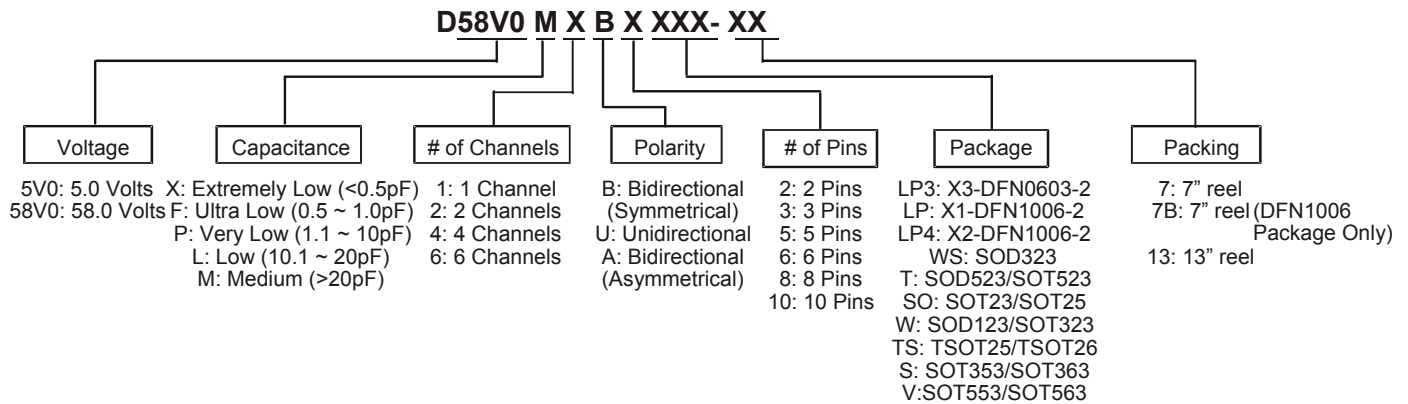 D58V0 M X B X XXX- XX
Voltage
5V0: 5.0 Volts
58V0: 58.0 Volts
Capacitance
X: Extremely Low (<0.5pF)
F: Ultra Low (0.5 ~ 1.0pF)
P: Very Low (1.1 ~ 10pF)
L: Low (10.1 ~ 20pF)
M: Medium (>20pF)
# of Channels
1: 1 Channel
2: 2 Channels
4: 4 Channels
6: 6 Channels
Polarity
B: Bidirectional
(Symmetrical)
U: Unidirectional
A: Bidirectional
(Asymmetrical)
# of Pins
2: 2 Pins
3: 3 Pins
5: 5 Pins
6: 6 Pins
8: 8 Pins
10: 10 Pins
Package
LP3: X3-DFN0603-2
LP: X1-DFN1006-2
LP4: X2-DFN1006-2
WS: SOD323
T: SOD523/SOT523
SO: SOT23/SOT25
W: SOD123/SOT323
TS: TSOT25/TSOT26
S: SOT353/SOT363
V:SOT553/SOT563
Packing
7: 7” reel
7B: 7” reel (DFN1006
Package Only)
13: 13” reel